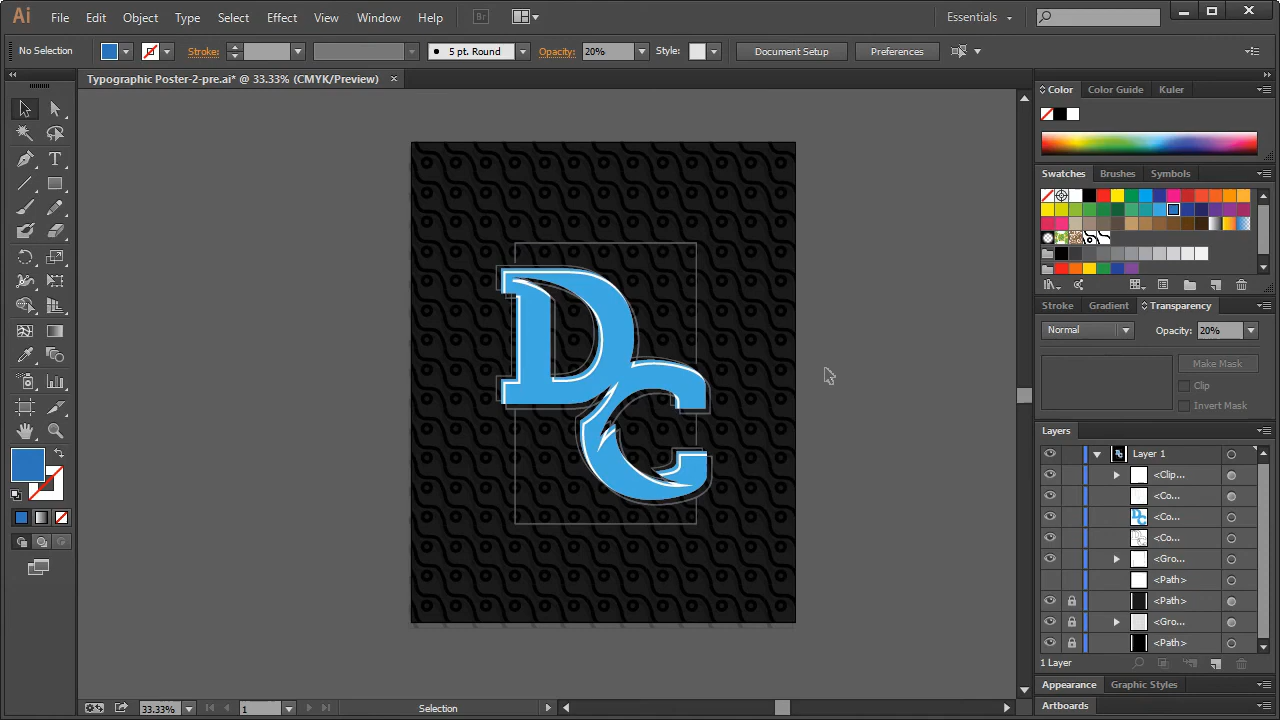 Ai File Edit Object Type Select Effect View Window Help Br Essentials
No Selection Stroke: 5 pt. Round Opacity: 20% Style: Document Setup Preferences
Typographic Poster-2-pre.ai* @ 33.33% (CMYK/Preview) ×
Color Color Guide Kuler
Swatches Brushes Symbols
DC
Stroke Gradient Transparency
Normal Opacity: 20%
Make Mask
Clip
Invert Mask
Layers
Layer 1
<Clip...
<Co...
<Co...
<Co...
<Gro...
<Path>
<Path>
<Gro...
<Path>
1 Layer
Appearance Graphic Styles
Artboards
33.33% 1 Selection